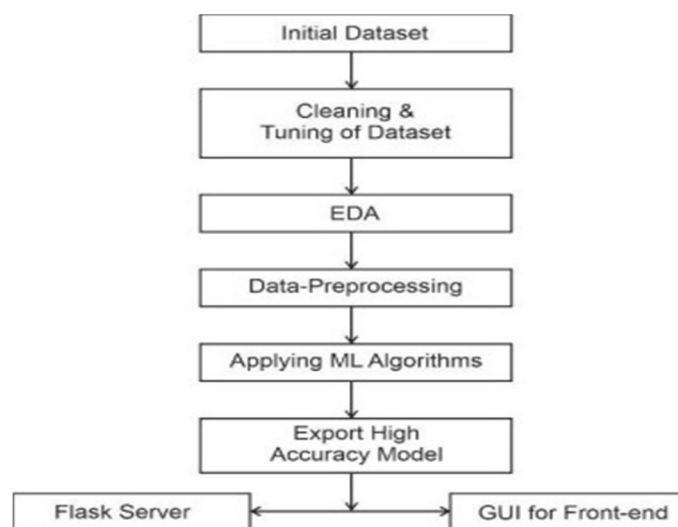 Initial Dataset
Cleaning &
Tuning of Dataset
EDA
Data-Preprocessing
Applying ML Algorithms
Export High
Accuracy Model
Flask Server
GUI for Front-end